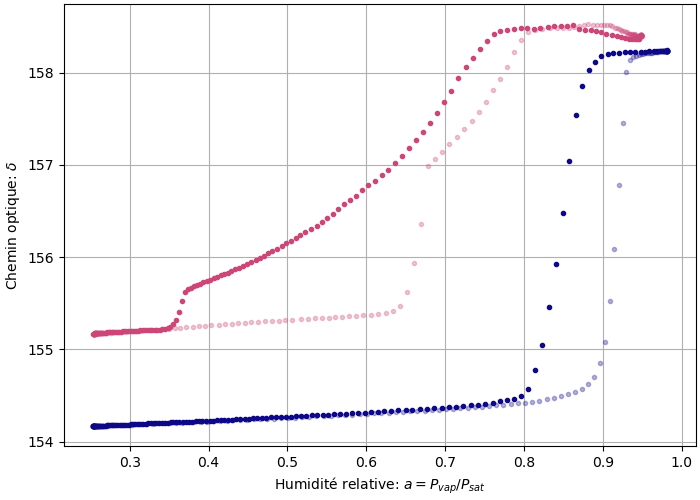 158
157
156
155
154
Chemin optique: δ
0.3 0.4 0.5 0.6 0.7 0.8 0.9 1.0
Humidité relative: a = P_vap/P_sat